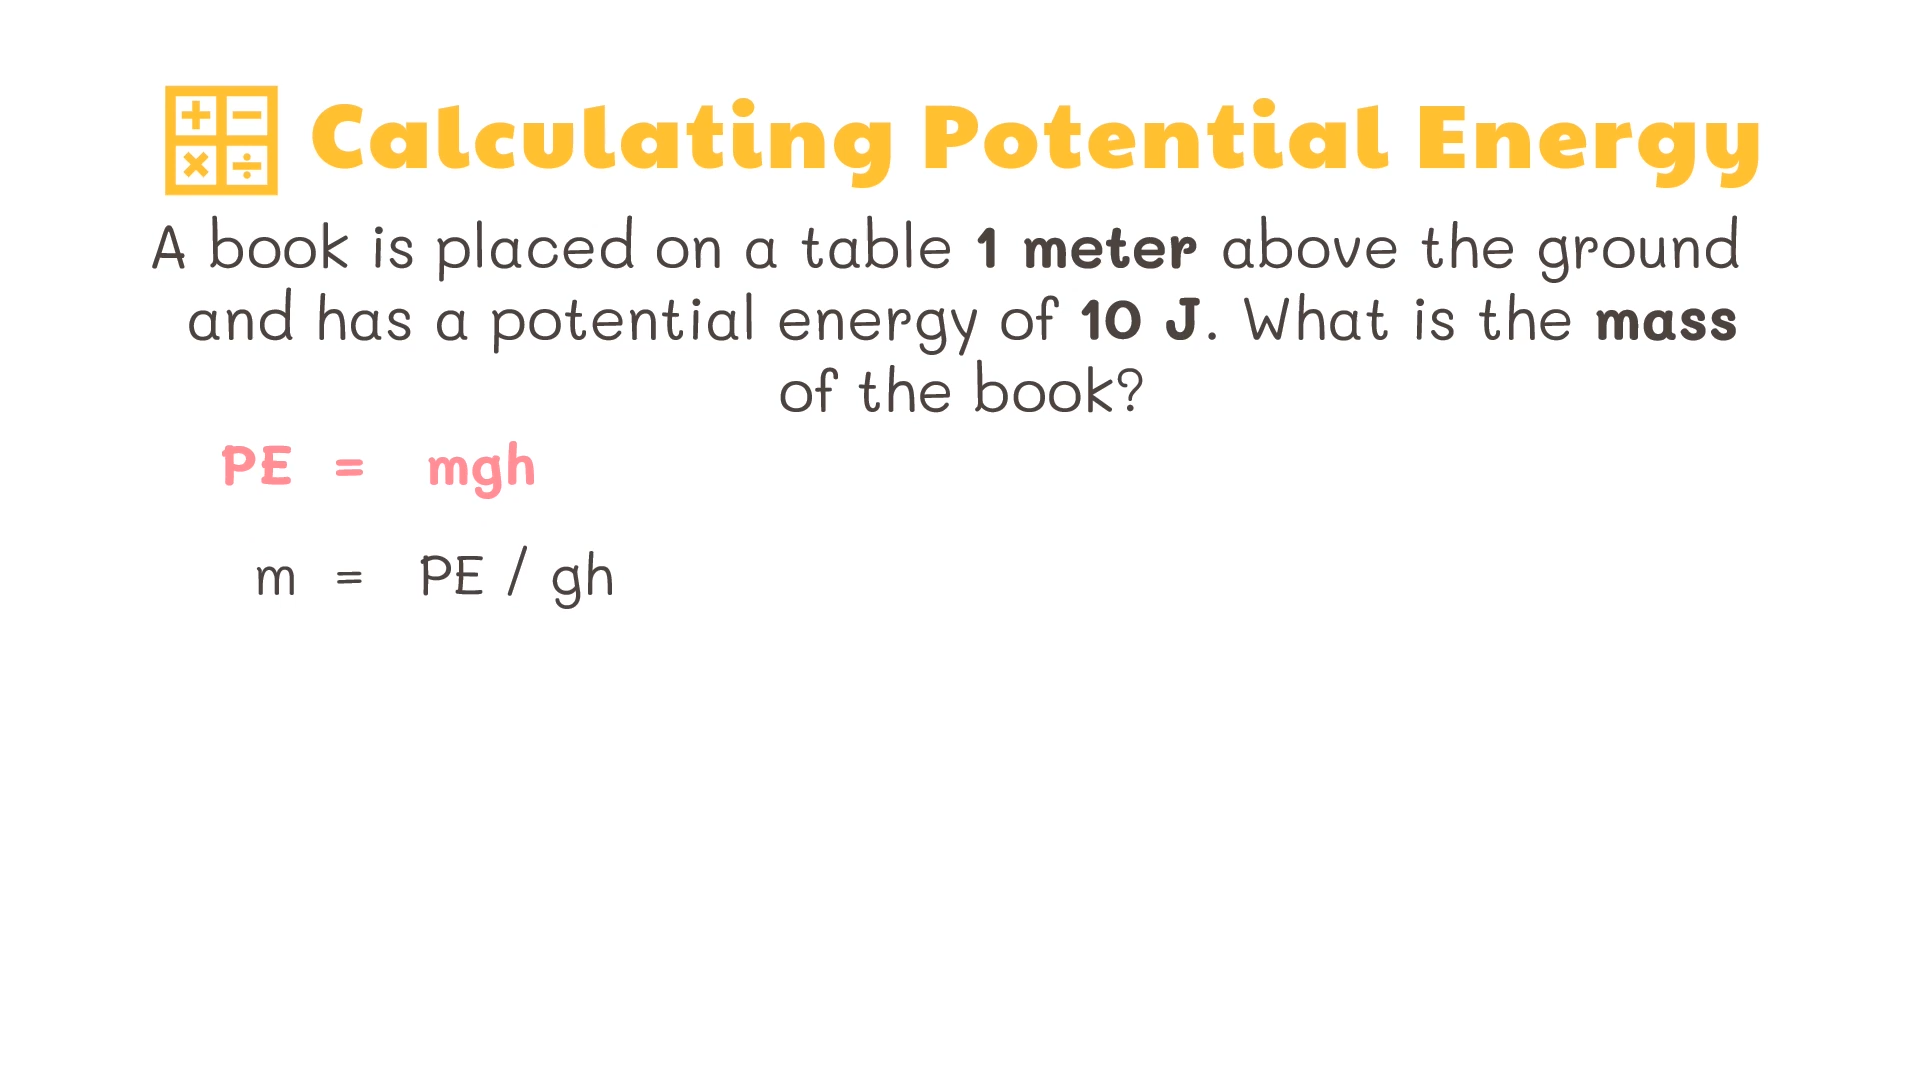 Calculating Potential Energy
A book is placed on a table 1 meter above the ground
and has a potential energy of 10 J. What is the mass
of the book?
PE = mgh
m = PE / gh